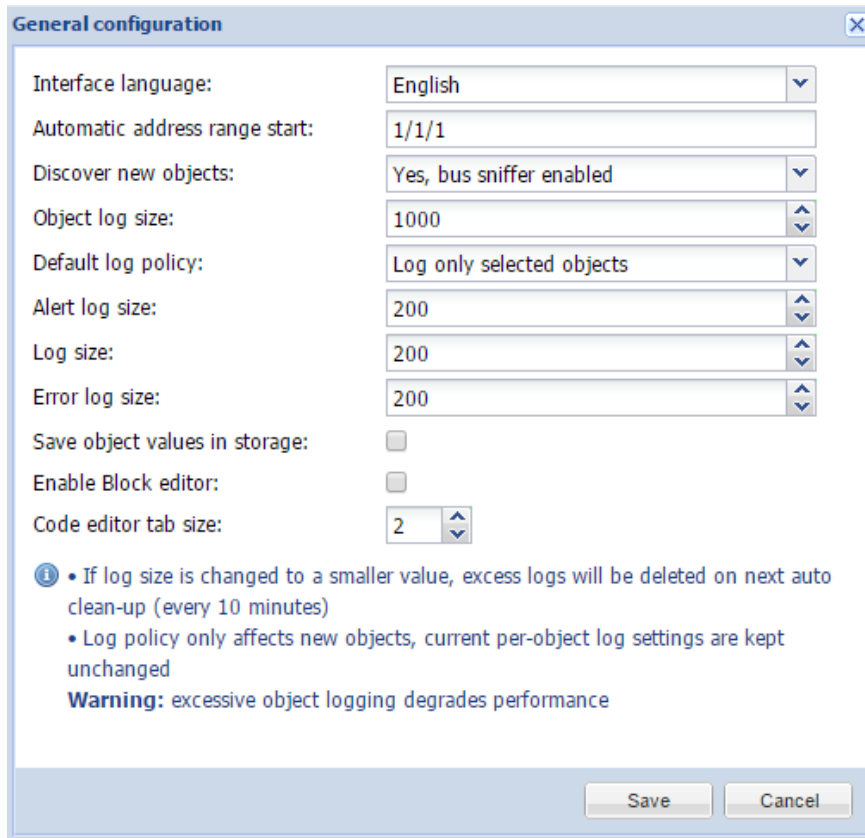 General configuration
Interface language: English
Automatic address range start: 1/1/1
Discover new objects: Yes, bus sniffer enabled
Object log size: 1000
Default log policy: Log only selected objects
Alert log size: 200
Log size: 200
Error log size: 200
Save object values in storage:
Enable Block editor:
Code editor tab size: 2
• If log size is changed to a smaller value, excess logs will be deleted on next auto
clean-up (every 10 minutes)
• Log policy only affects new objects, current per-object log settings are kept
unchanged
Warning: excessive object logging degrades performance
Save Cancel